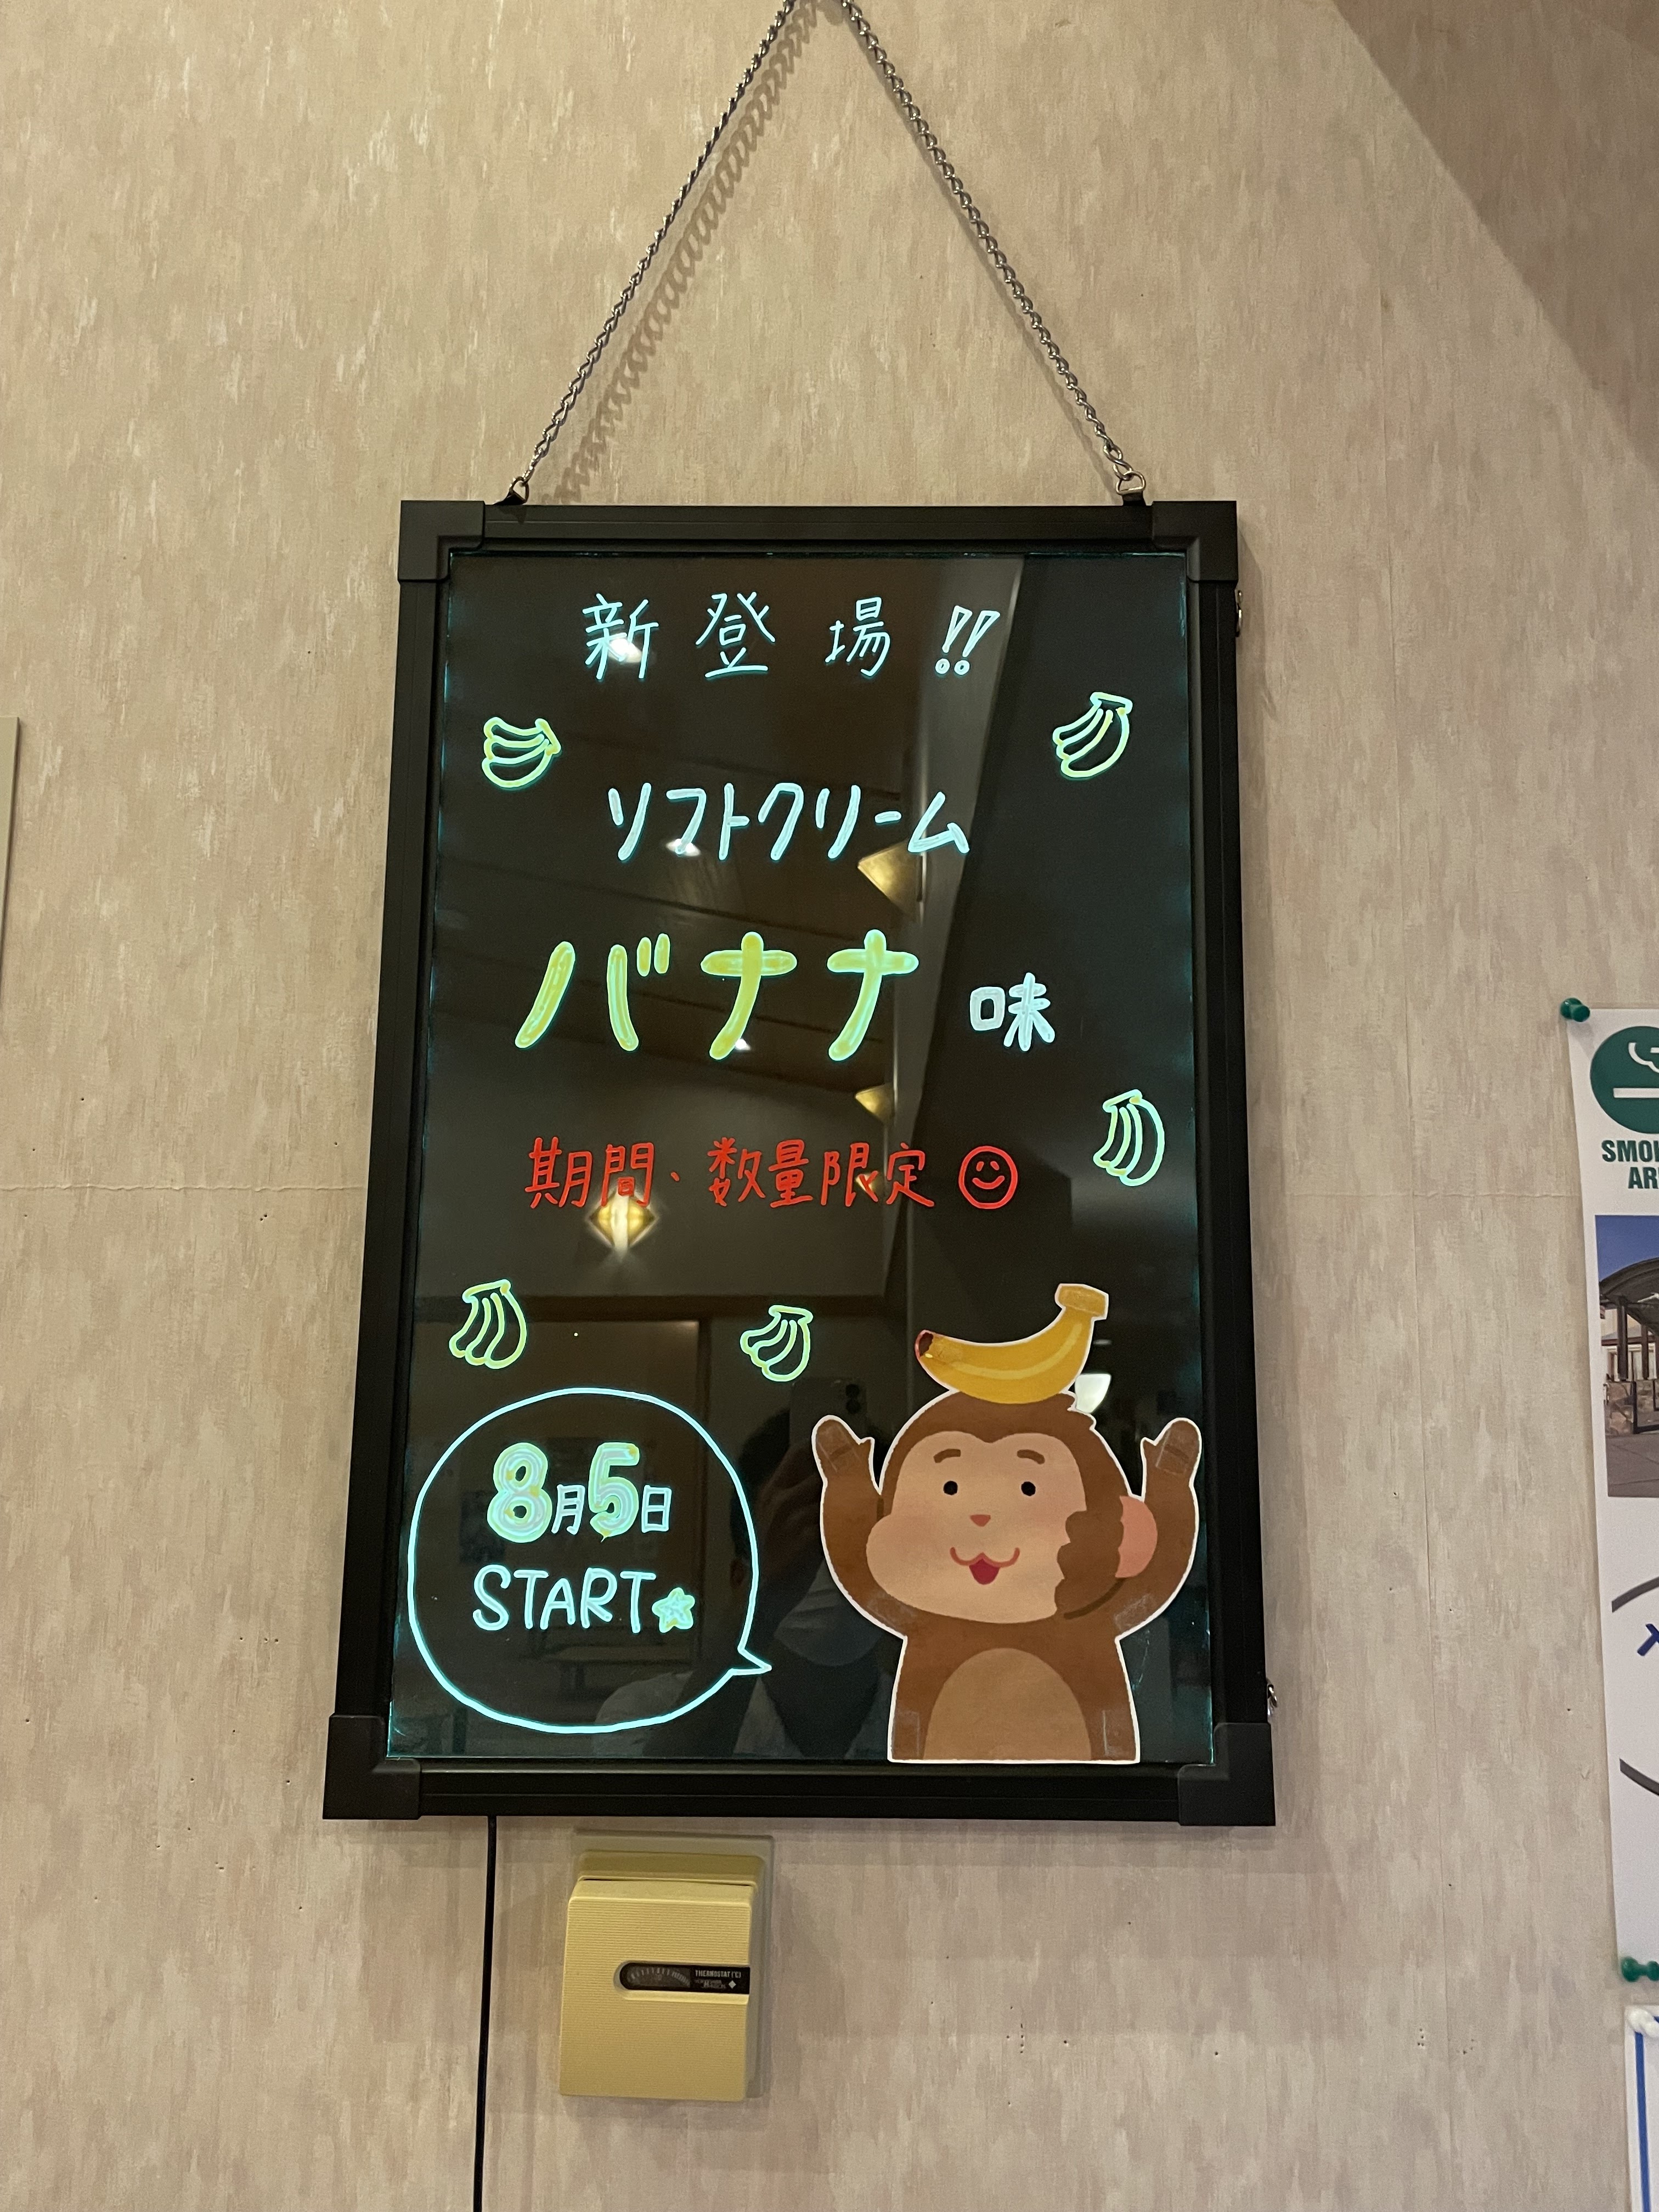 新登場!!
ソフトクリーム
バナナ味
期間、数量限定
8月5日
START
THERMOSTAT(℃)